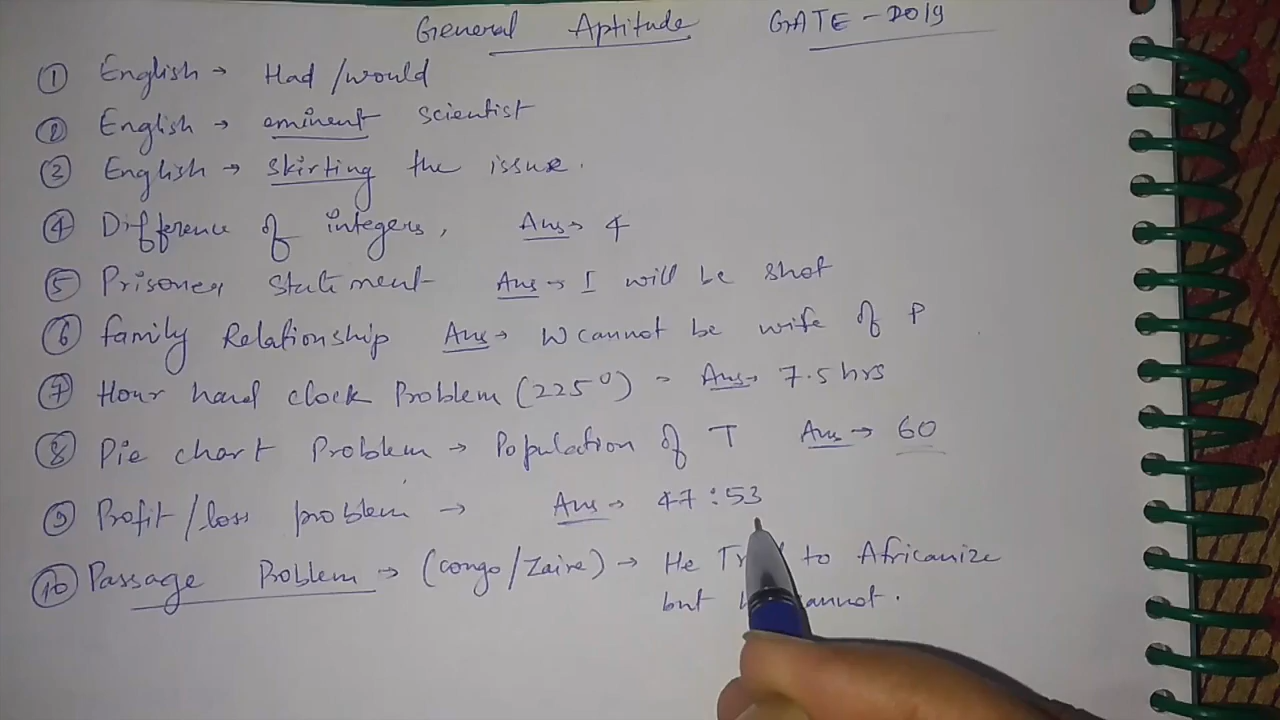 General Aptitude GATE-2019
① English → Had/would
② English → eminent scientist
③ English → skirting the issue.
④ Difference of integers, Ans → 4
⑤ Prisoner Statement Ans → I will be shot
⑥ family Relationship Ans → W cannot be wife of P
⑦ Hour hand clock Problem (225°) - Ans → 7.5 hrs
⑧ Pie chart Problem → Population of T Ans → 60
⑨ Profit/loss problem → Ans → 47:53
⑩ Passage Problem → (Congo/Zaire) → He to Africanize
but cannot.